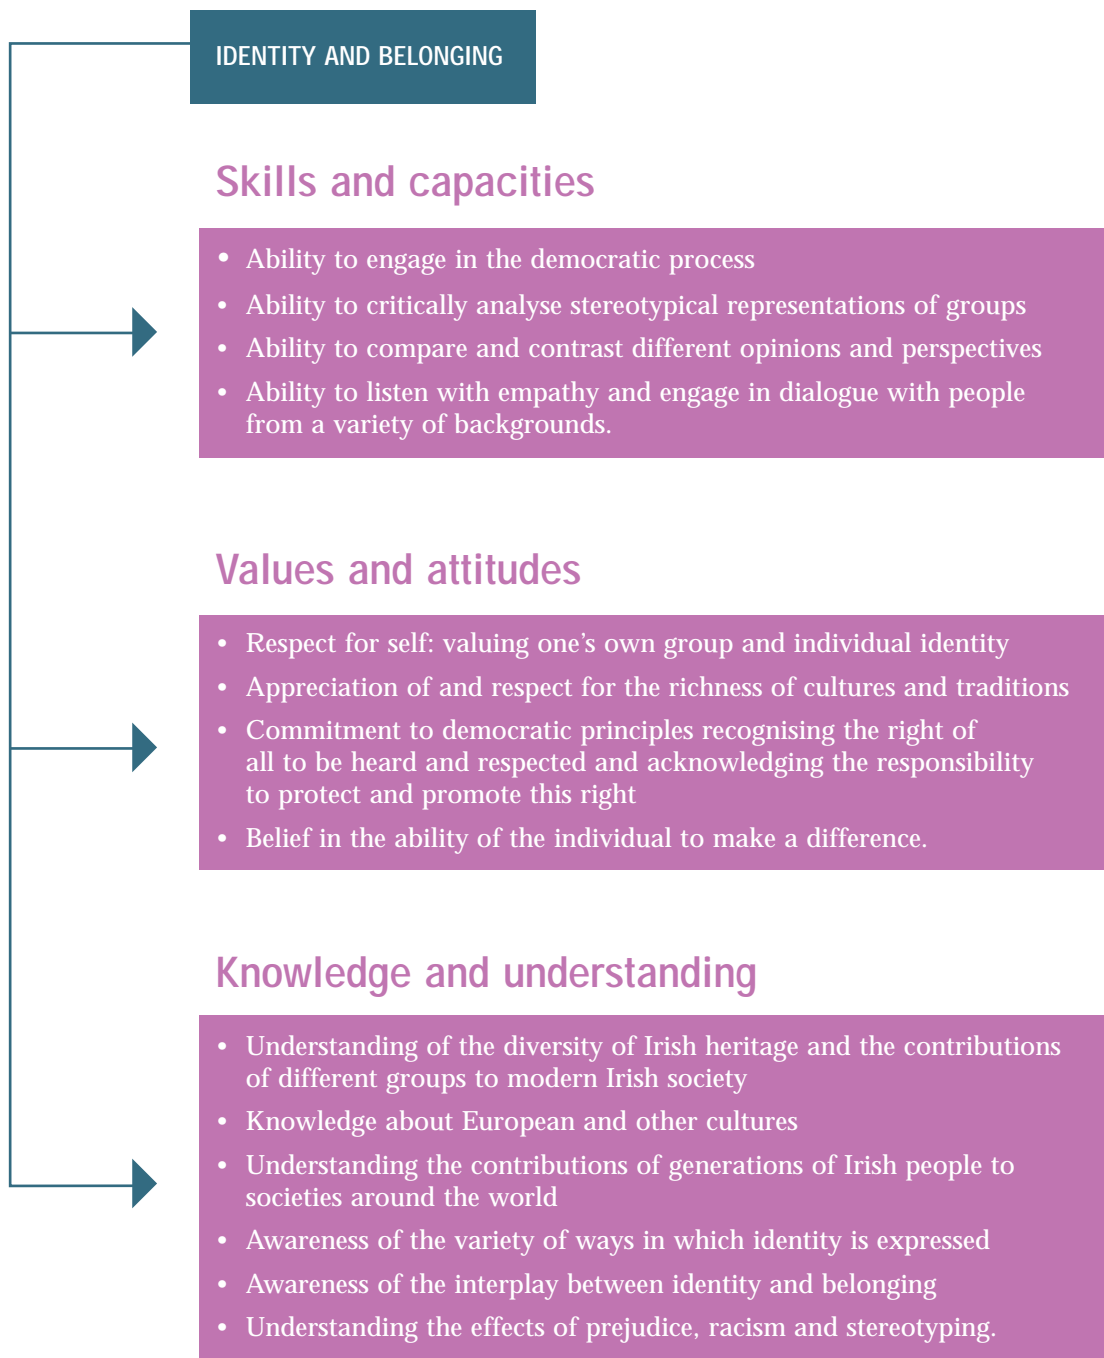 IDENTITY AND BELONGING
Skills and capacities
• Ability to engage in the democratic process
• Ability to critically analyse stereotypical representations of groups
• Ability to compare and contrast different opinions and perspectives
• Ability to listen with empathy and engage in dialogue with people
from a variety of backgrounds.
Values and attitudes
• Respect for self: valuing one’s own group and individual identity
• Appreciation of and respect for the richness of cultures and traditions
• Commitment to democratic principles recognising the right of
all to be heard and respected and acknowledging the responsibility
to protect and promote this right
• Belief in the ability of the individual to make a difference.
Knowledge and understanding
• Understanding of the diversity of Irish heritage and the contributions
of different groups to modern Irish society
• Knowledge about European and other cultures
• Understanding the contributions of generations of Irish people to
societies around the world
• Awareness of the variety of ways in which identity is expressed
• Awareness of the interplay between identity and belonging
• Understanding the effects of prejudice, racism and stereotyping.